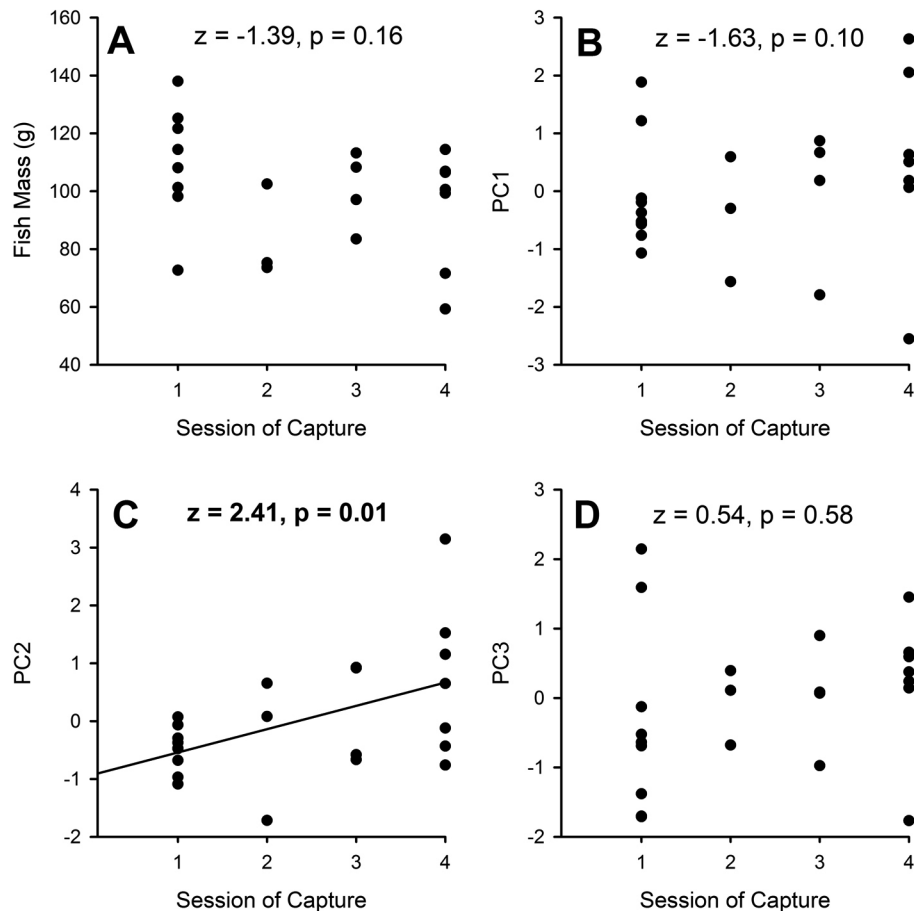 A
z = -1.39, p = 0.16
160
140
120
100
80
60
40
Fish Mass (g)
1 2 3 4
Session of Capture
B
z = -1.63, p = 0.10
3
2
1
0
-1
-2
-3
PC1
1 2 3 4
Session of Capture
C
z = 2.41, p = 0.01
4
3
2
1
0
-1
-2
PC2
1 2 3 4
Session of Capture
D
z = 0.54, p = 0.58
3
2
1
0
-1
-2
PC3
1 2 3 4
Session of Capture